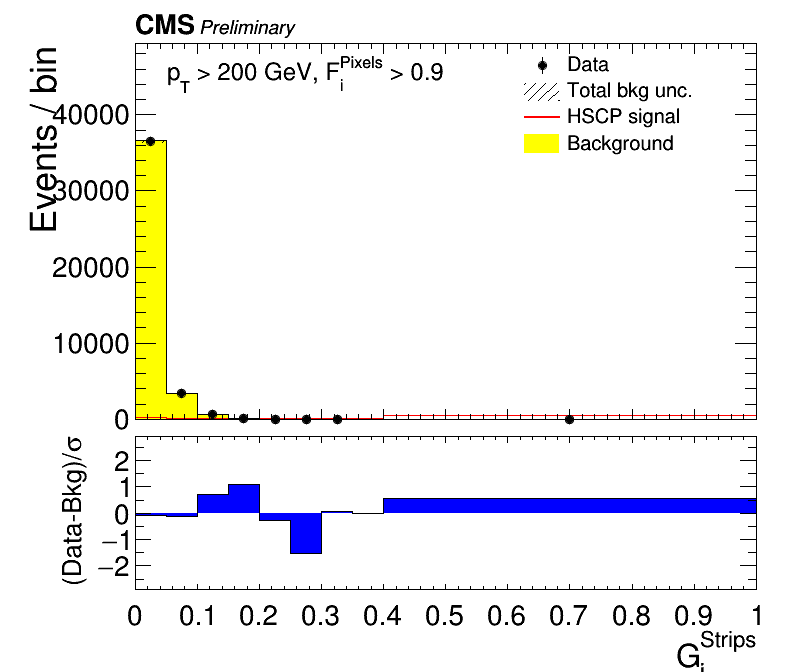 CMS Preliminary
p_T > 200 GeV, F_i^Pixels > 0.9
Data
Total bkg unc.
HSCP signal
Background
Events / bin
40000
30000
20000
10000
0
(Data-Bkg)/σ
2
1
0
−1
−2
0 0.1 0.2 0.3 0.4 0.5 0.6 0.7 0.8 0.9 1
G_i^Strips